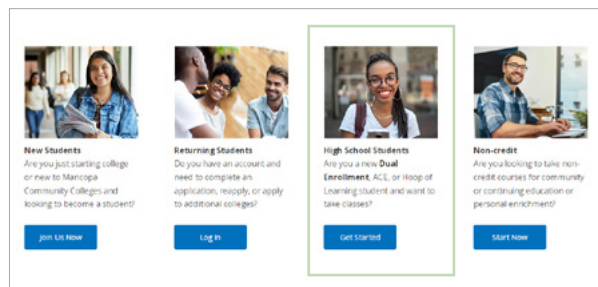 New Students
Are you just starting college
or new to Maricopa
Community Colleges and
looking to become a student?
Join Us Now
Returning Students
Do you have an account and
need to complete an
application, reapply, or apply
to additional colleges?
Log In
High School Students
Are you a new Dual
Enrollment, ACE, or Hoop of
Learning student and want to
take classes?
Get Started
Non-credit
Are you looking to take non-
credit courses for community
or continuing education or
personal enrichment?
Start Now